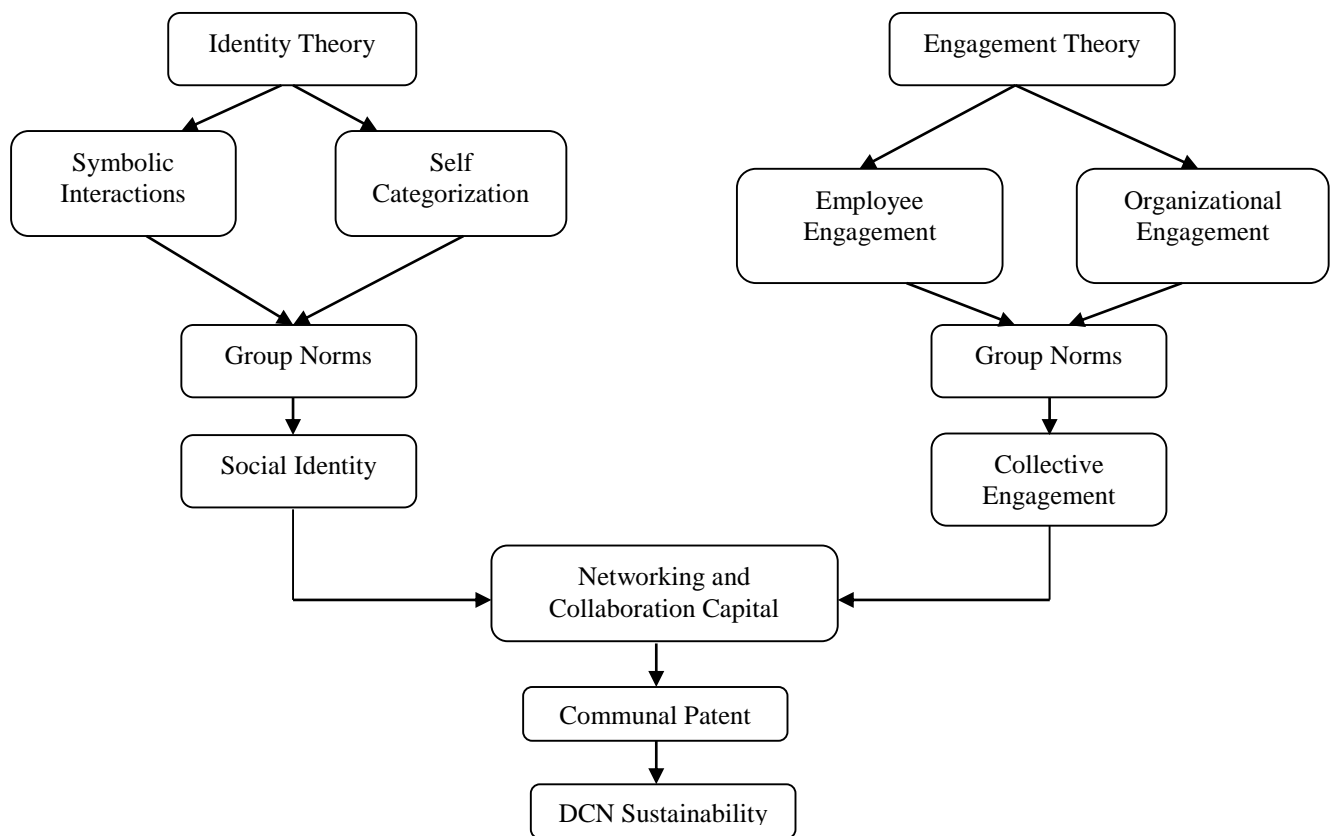 Identity Theory
Engagement Theory
Symbolic
Interactions
Self
Categorization
Employee
Engagement
Organizational
Engagement
Group Norms
Group Norms
Social Identity
Collective
Engagement
Networking and
Collaboration Capital
Communal Patent
DCN Sustainability